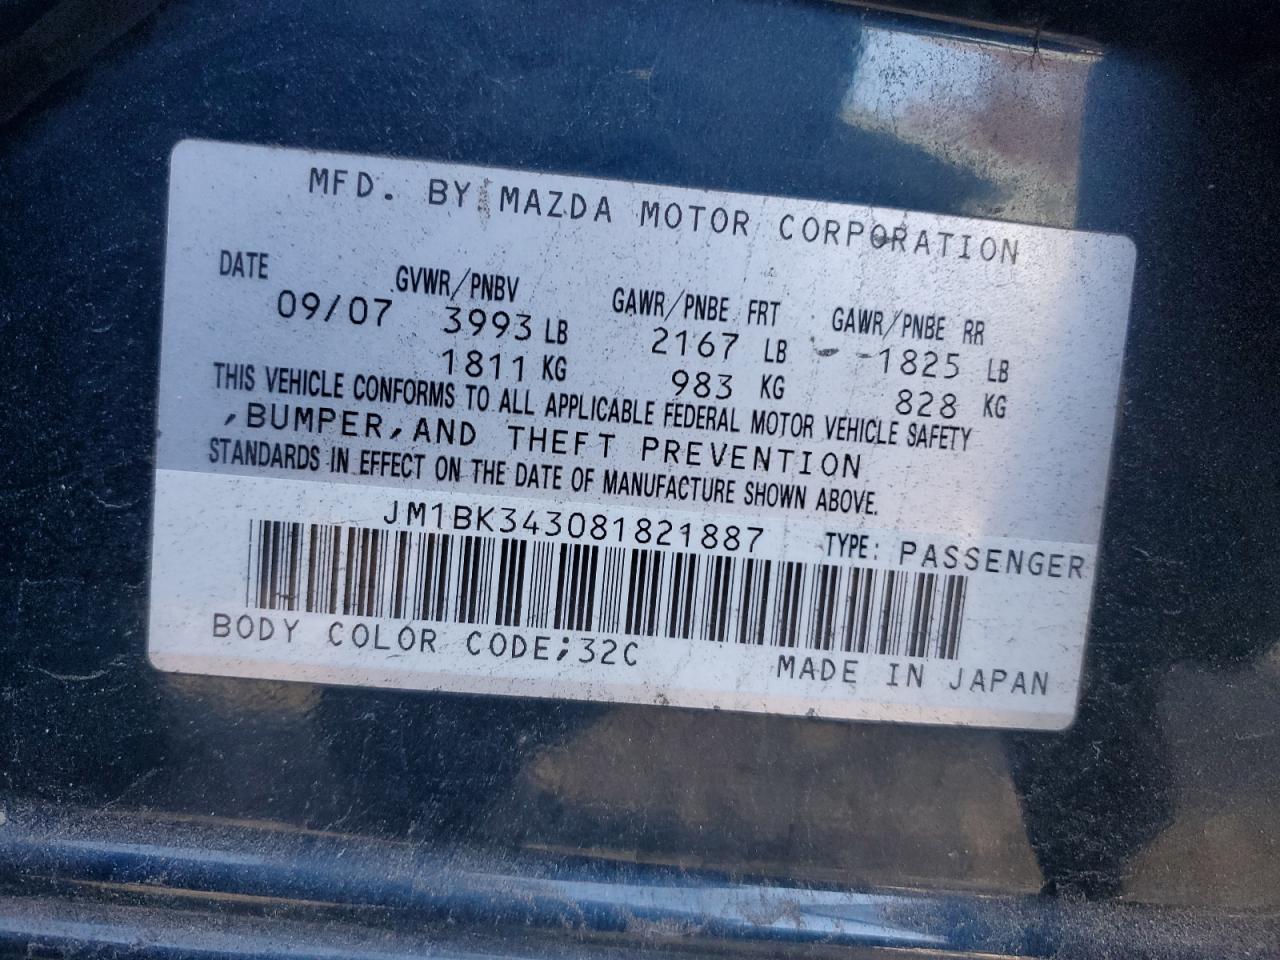 MFD. BY MAZDA MOTOR CORPORATION
DATE GVWR/PNBV GAWR/PNBE FRT GAWR/PNBE RR
09/07 3993 LB 2167 LB 1825 LB
1811 KG 983 KG 828 KG
THIS VEHICLE CONFORMS TO ALL APPLICABLE FEDERAL MOTOR VEHICLE SAFETY
,BUMPER,AND THEFT PREVENTION
STANDARDS IN EFFECT ON THE DATE OF MANUFACTURE SHOWN ABOVE.
JM1BK343081821887 TYPE: PASSENGER
BODY COLOR CODE;32C MADE IN JAPAN